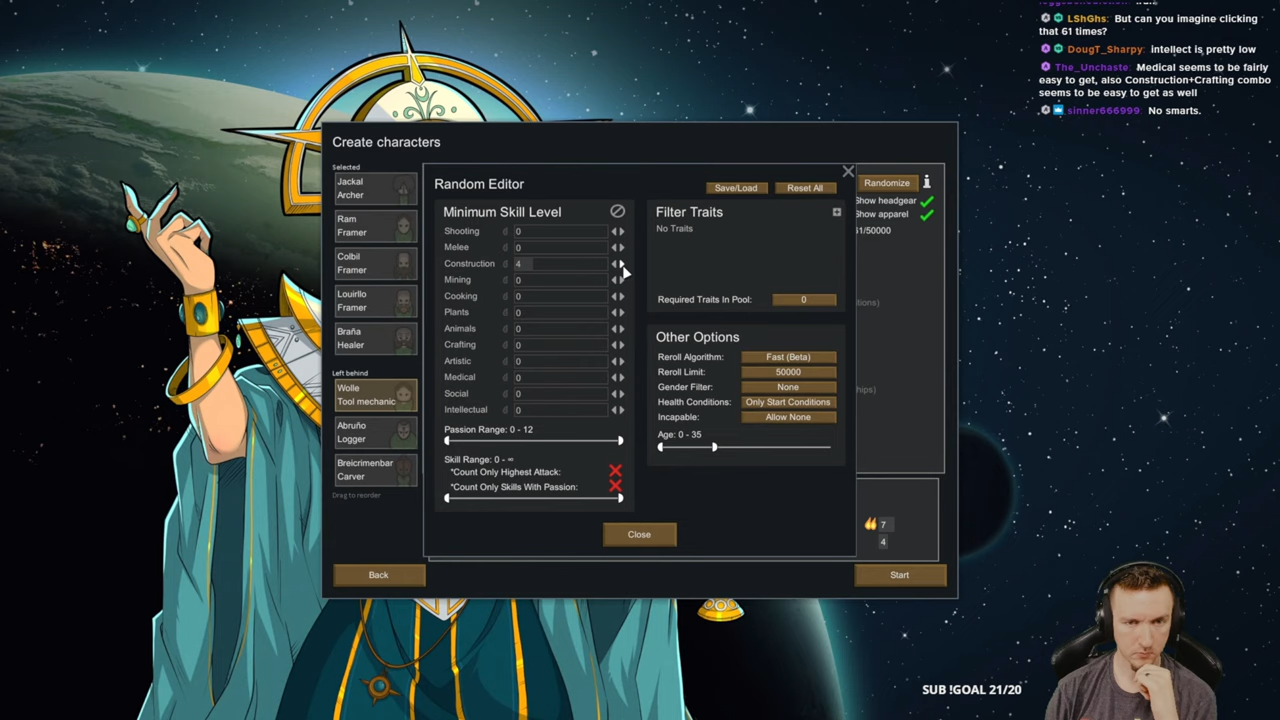 LShGhs: But can you imagine clicking
that 61 times?
DougT_Sharpy: intellect is pretty low
The_Unchaste: Medical seems to be fairly
easy to get, also Construction+Crafting combo
seems to be easy to get as well
sinner666999: No smarts.
Create characters
Selected
Jackal
Archer
Ram
Framer
Colbil
Framer
Louirllo
Framer
Braña
Healer
Left behind
Wolle
Tool mechanic
Abruño
Logger
Breicrimenbar
Carver
Drag to reorder
Random Editor
Save/Load
Reset All
Minimum Skill Level
Shooting d 0
Melee d 0
Construction d 4
Mining d 0
Cooking d 0
Plants d 0
Animals d 0
Crafting d 0
Artistic d 0
Medical d 0
Social d 0
Intellectual d 0
Passion Range: 0 - 12
Skill Range: 0 - ∞
*Count Only Highest Attack:
*Count Only Skills With Passion:
Filter Traits
No Traits
Required Traits In Pool: 0
Other Options
Reroll Algorithm: Fast (Beta)
Reroll Limit: 50000
Gender Filter: None
Health Conditions: Only Start Conditions
Incapable: Allow None
Age: 0 - 35
Close
Randomize
Show headgear
Show apparel
61/50000
tions)
hips)
7
4
Back
Start
SUB !GOAL 21/20